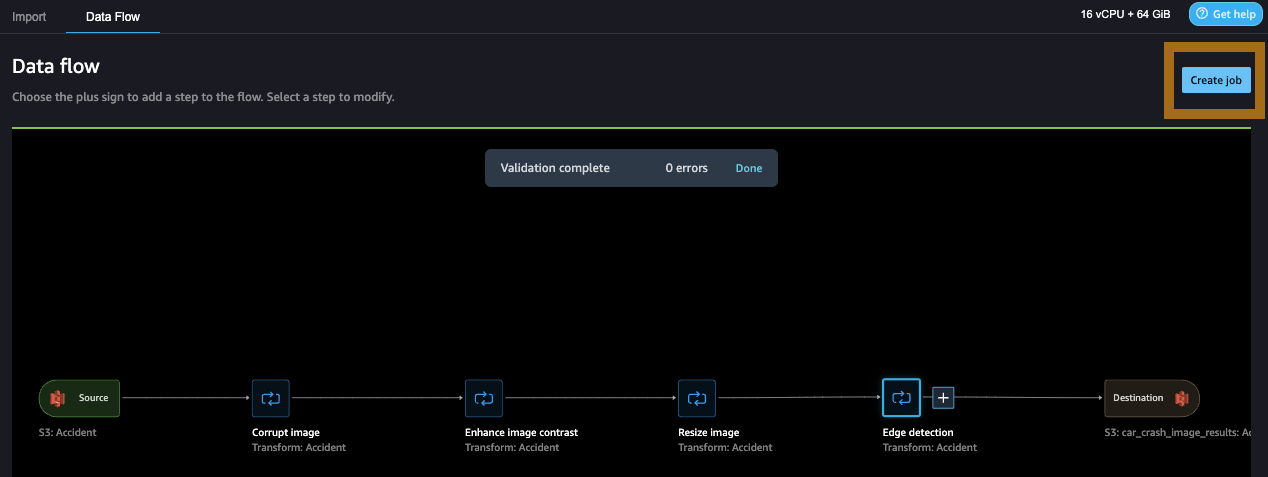 Import
Data Flow
16 vCPU + 64 GiB
Get help
Data flow
Create job
Choose the plus sign to add a step to the flow. Select a step to modify.
Validation complete 0 errors Done
Source
Destination
S3: Accident
Corrupt image
Transform: Accident
Enhance image contrast
Transform: Accident
Resize image
Transform: Accident
Edge detection
Transform: Accident
S3: car_crash_image_results: Ac